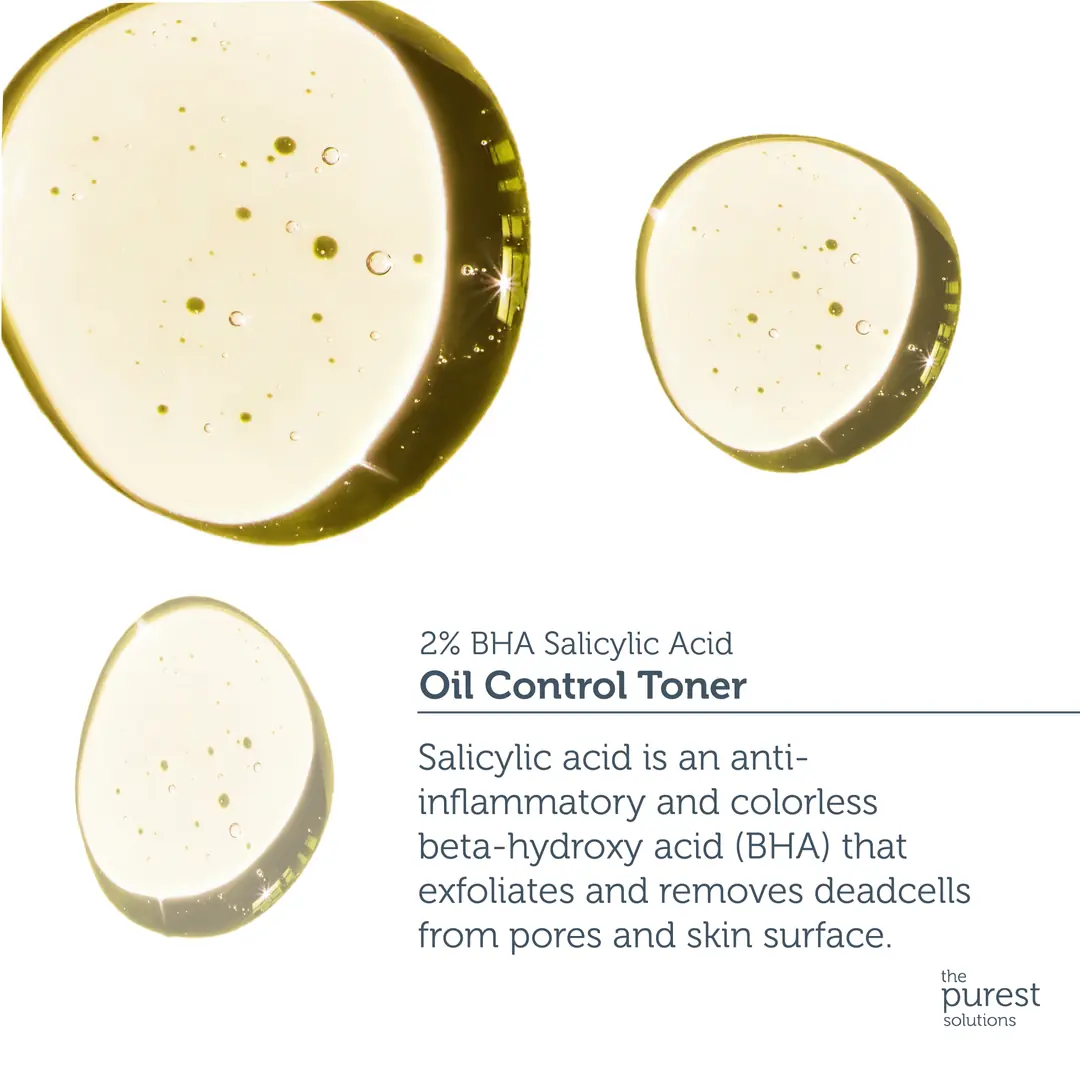 2% BHA Salicylic Acid
Oil Control Toner
Salicylic acid is an anti-
inflammatory and colorless
beta-hydroxy acid (BHA) that
exfoliates and removes deadcells
from pores and skin surface.
the
purest
solutions